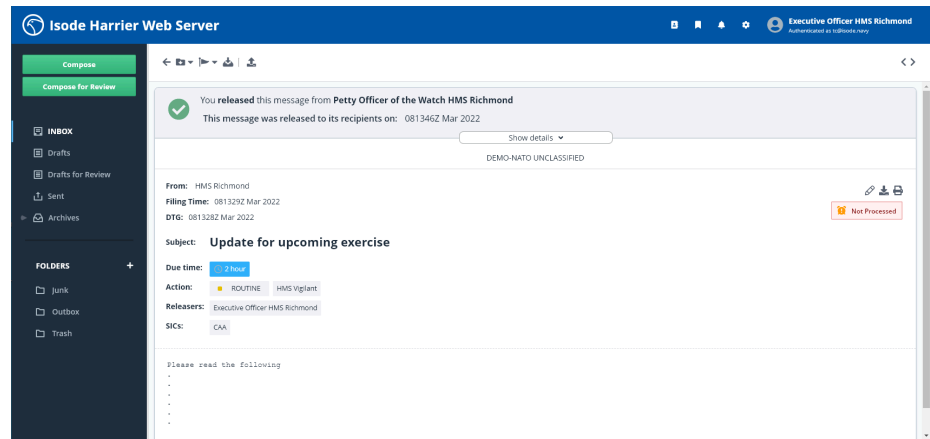 Isode Harrier Web Server
Executive Officer HMS Richmond
Authenticated as tc@isode.navy
Compose
Compose for Review
INBOX
Drafts
Drafts for Review
Sent
Archives
FOLDERS +
Junk
Outbox
Trash
You released this message from Petty Officer of the Watch HMS Richmond
This message was released to its recipients on: 081346Z Mar 2022
Show details
DEMO-NATO UNCLASSIFIED
From: HMS Richmond
Filing Time: 081329Z Mar 2022
DTG: 081328Z Mar 2022
Not Processed
Subject: Update for upcoming exercise
Due time: 2 hour
Action: ROUTINE HMS Vigilant
Releasers: Executive Officer HMS Richmond
SICs: CAA
Please read the following
.
.
.
.
.
.